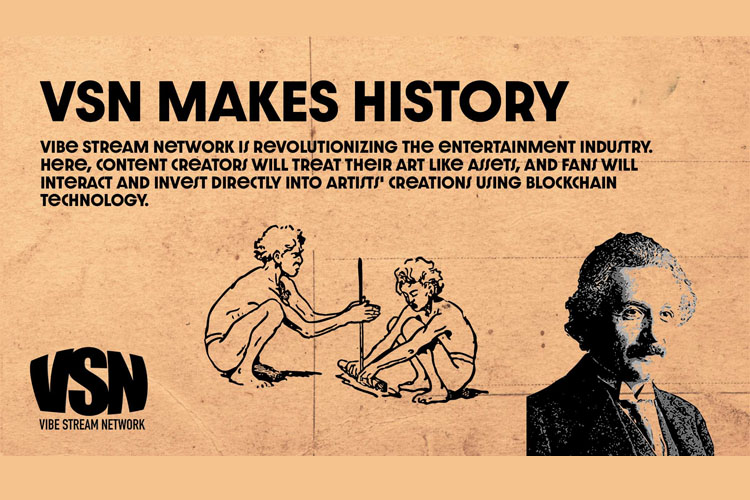 VSN MAKES HISTORY
VIBE STREAM NETWORK IS REVOLUTIONIZING THE ENTERTAINMENT INDUSTRY.
HERE, CONTENT CREATORS WILL TREAT THEIR ART LIKE ASSETS, AND FANS WILL
INTERACT AND INVEST DIRECTLY INTO ARTISTS' CREATIONS USING BLOCKCHAIN
TECHNOLOGY.
VSN
VIBE STREAM NETWORK